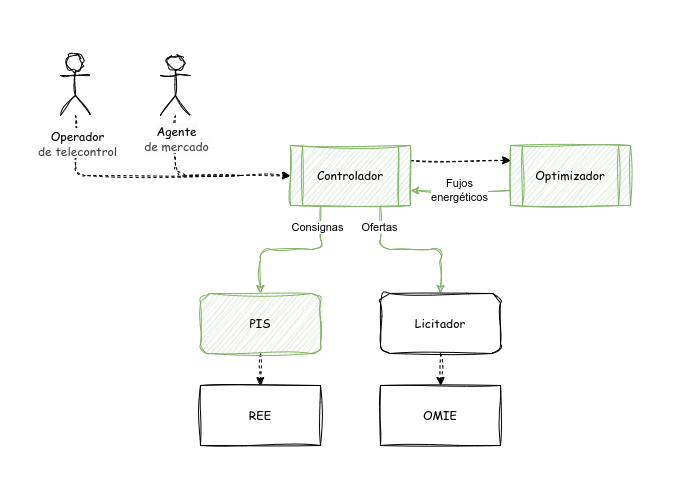 Operador
de telecontrol
Agente
de mercado
Controlador
Optimizador
Fujos
energéticos
Consignas
Ofertas
PIS
Licitador
REE
OMIE